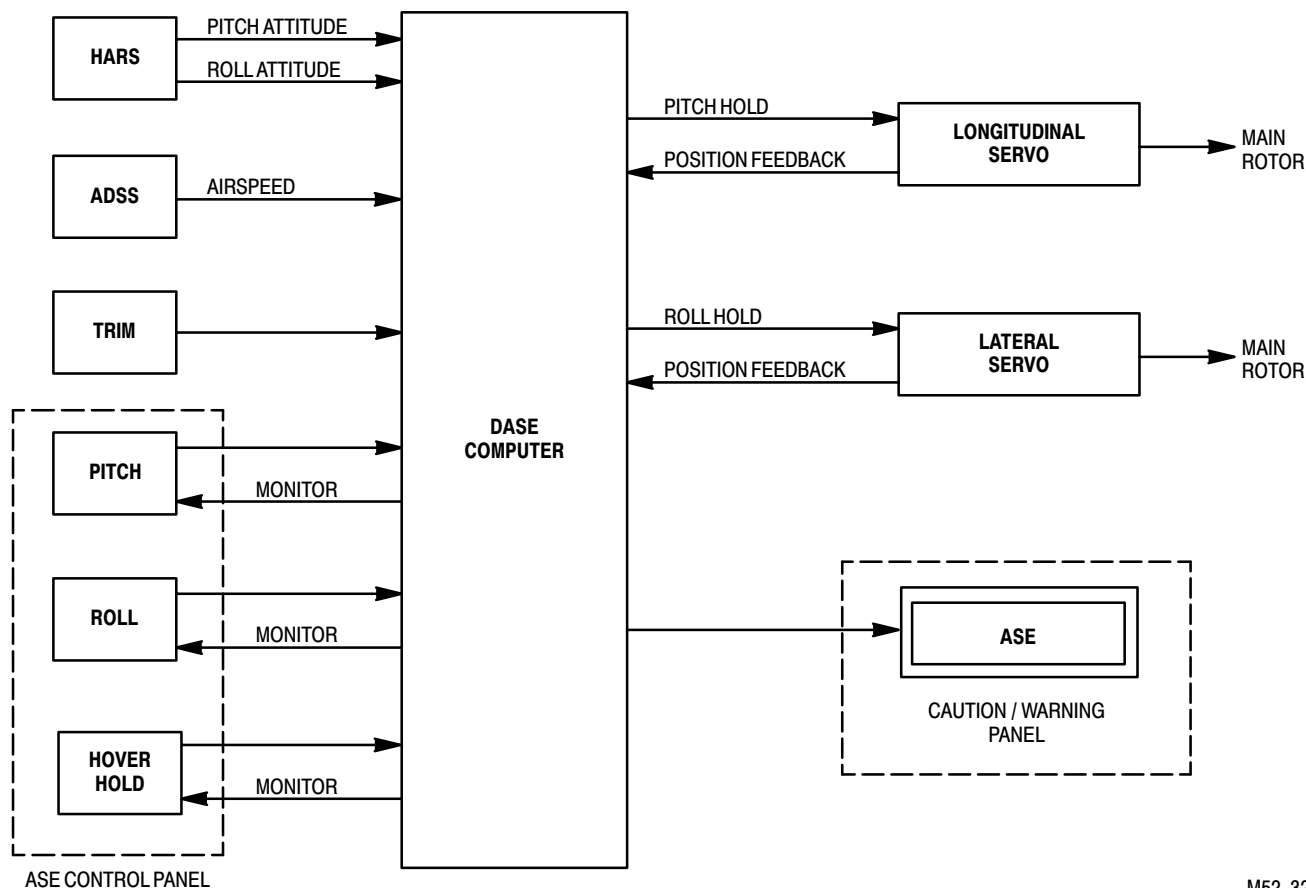 HARS
PITCH ATTITUDE
ROLL ATTITUDE
ADSS
AIRSPEED
TRIM
PITCH
MONITOR
ROLL
MONITOR
HOVER
HOLD
MONITOR
ASE CONTROL PANEL
DASE
COMPUTER
PITCH HOLD
POSITION FEEDBACK
LONGITUDINAL
SERVO
MAIN
ROTOR
ROLL HOLD
POSITION FEEDBACK
LATERAL
SERVO
MAIN
ROTOR
ASE
CAUTION / WARNING
PANEL